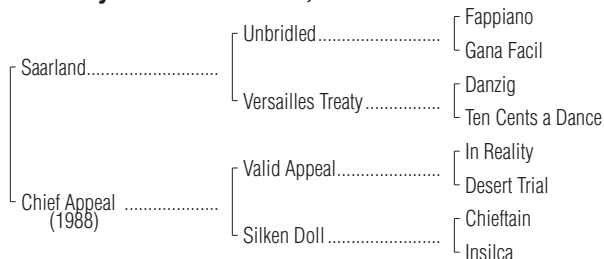 Fappiano
Unbridled
Gana Facil
Saarland
Danzig
Versailles Treaty
Ten Cents a Dance
In Reality
Valid Appeal
Desert Trial
Chief Appeal
(1988)
Chieftain
Silken Doll
Insilca